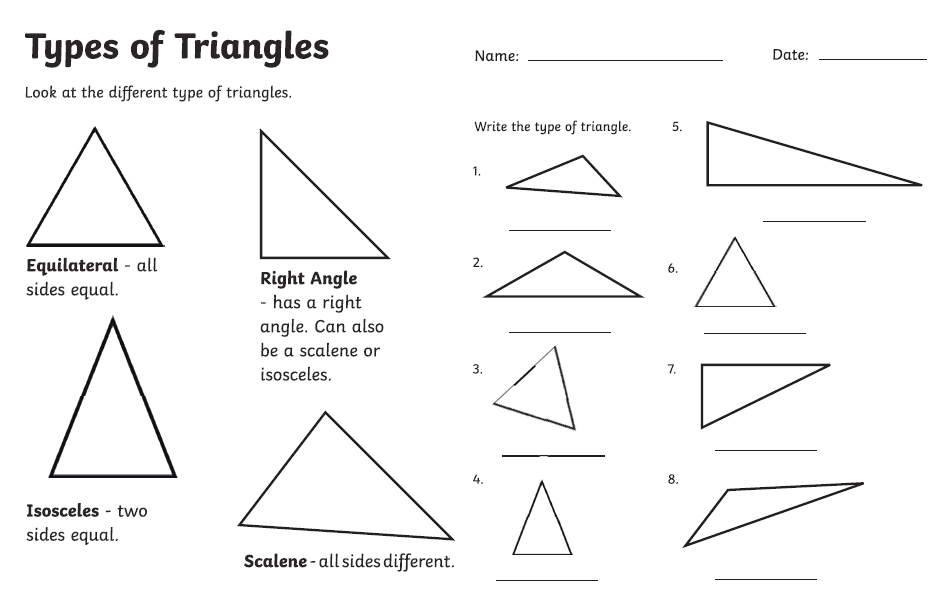 Types of Triangles
Look at the different type of triangles.
Equilateral - all
sides equal.
Right Angle
- has a right
angle. Can also
be a scalene or
isosceles.
Isosceles - two
sides equal.
Scalene - all sides different.
Name:
Date:
Write the type of triangle.
1.
2.
3.
4.
5.
6.
7.
8.